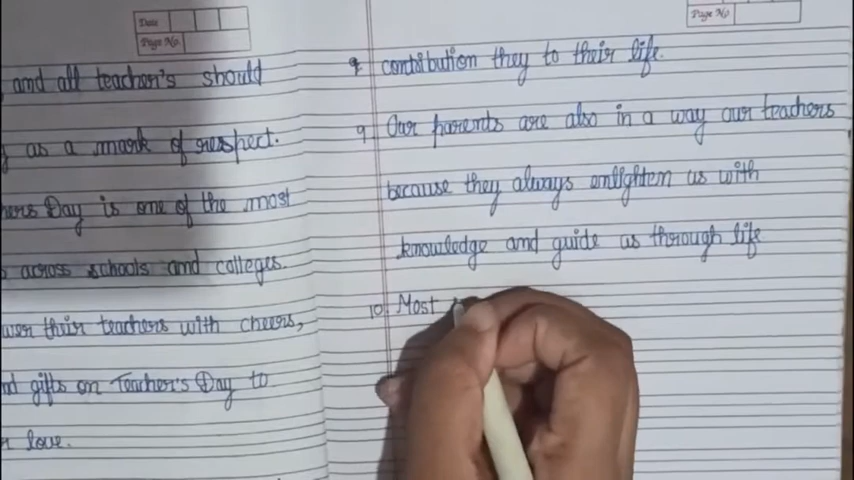 Date
Page No.
and all teacher's should
as a mark of respect.
Day is one of the most
across schools and colleges.
their teachers with cheers,
gifts on Teacher's Day to
love.
Page No.
contribution they to their life.
9 Our parents are also in a way our teachers
because they always enlighten us with
knowledge and guide us through life
10 Most